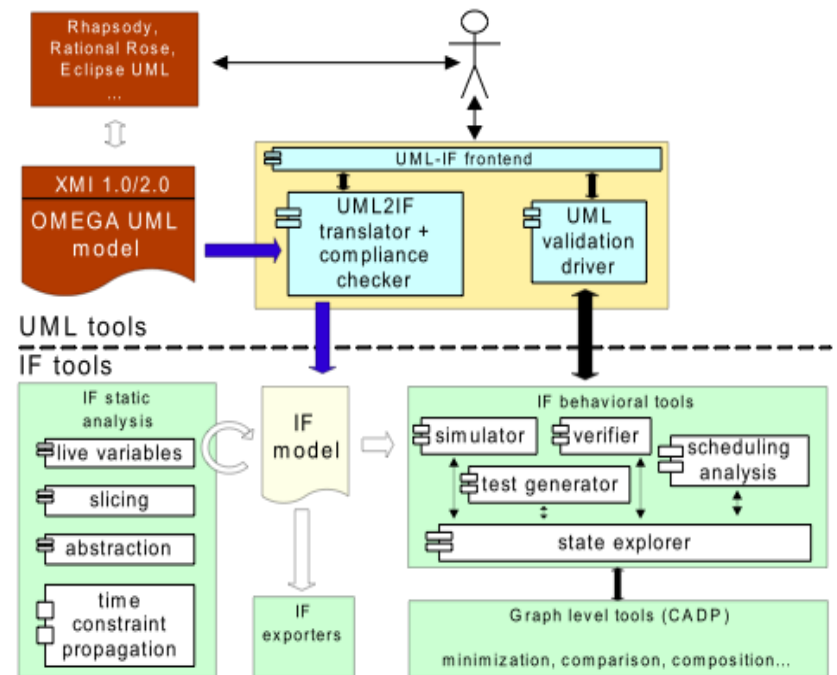 Rhapsody,
Rational Rose,
Eclipse UML
...
UML-IF frontend
XMI 1.0/2.0
OMEGA UML
model
UML2IF
translator +
compliance
checker
UML
validation
driver
UML tools
IF tools
IF static
analysis
live variables
slicing
abstraction
time
constraint
propagation
IF
model
IF
exporters
IF behavioral tools
simulator
verifier
scheduling
analysis
test generator
state explorer
Graph level tools (CADP)
minimization, comparison, composition...